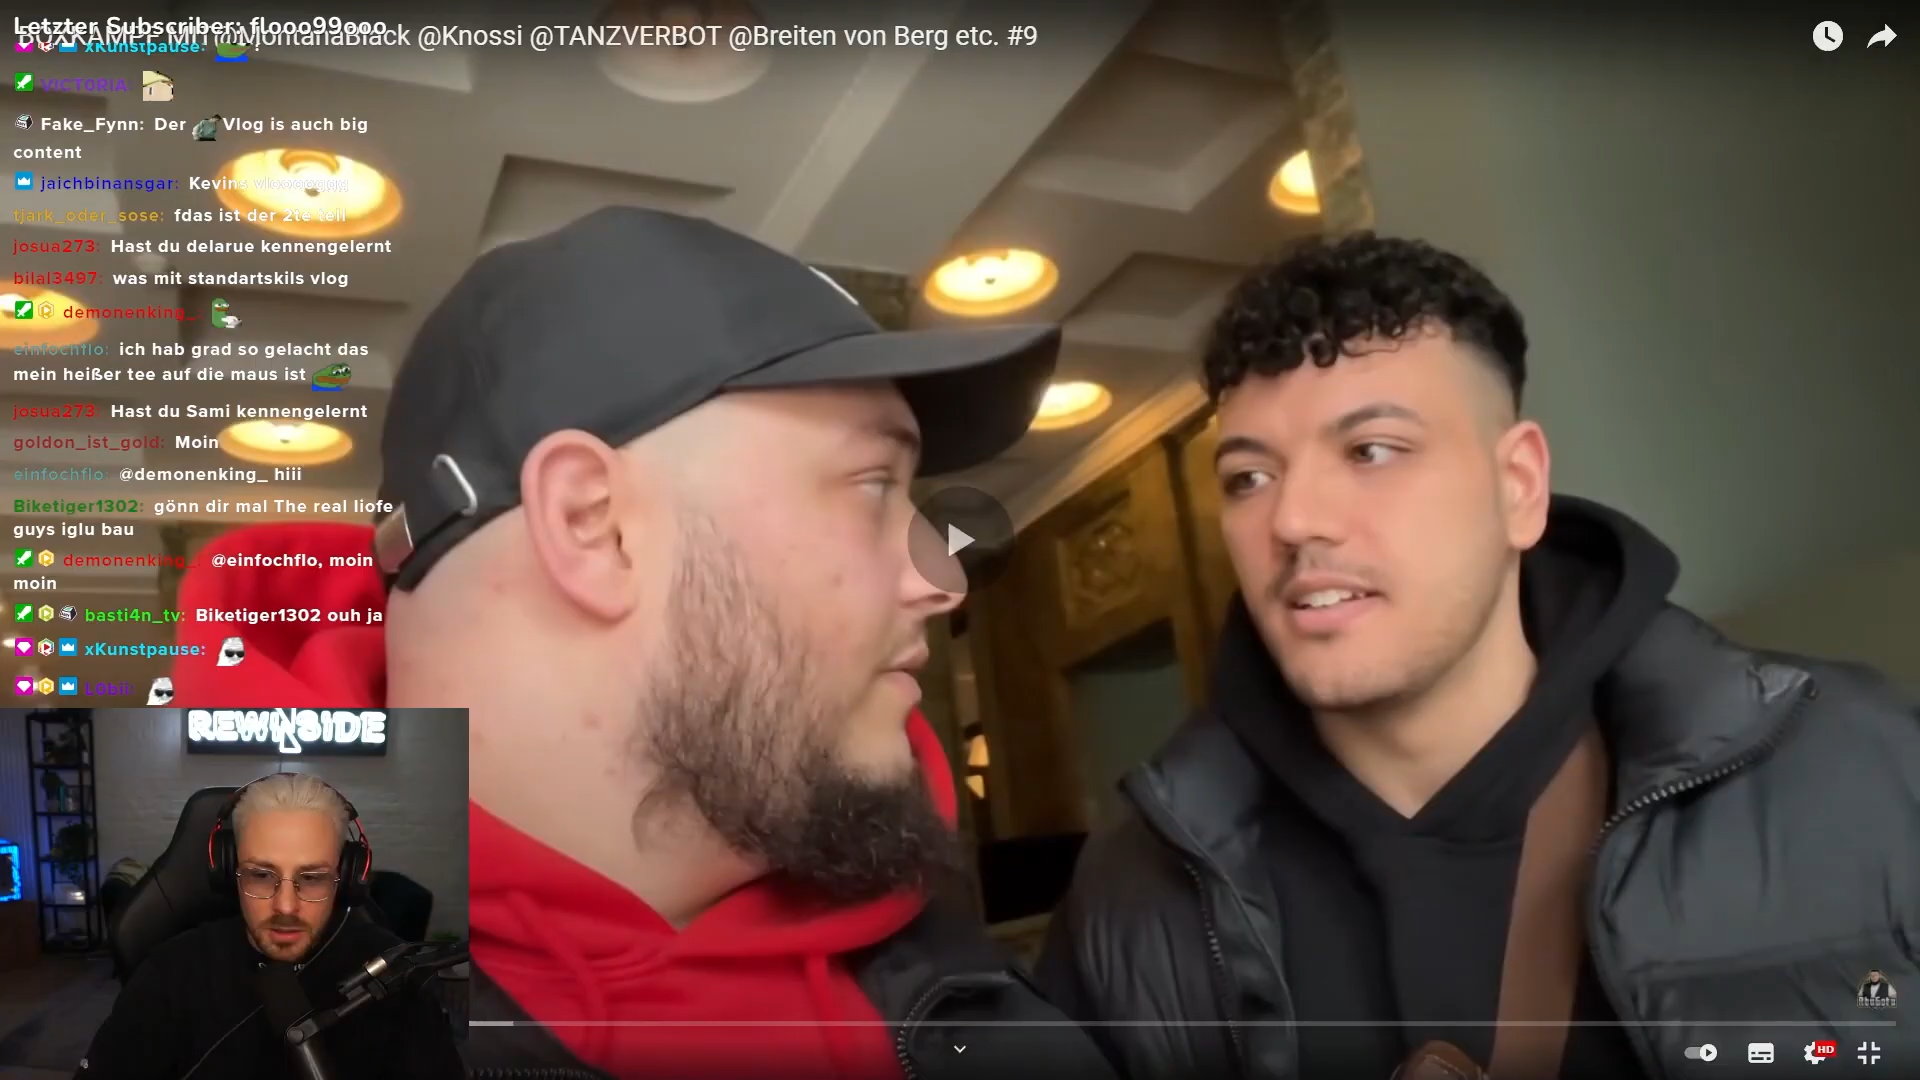 Letzter Subscriber: flooo99ooo
BOXKAMPF Mit @MontanaBlack @Knossi @TANZVERBOT @Breiten von Berg etc. #9
xKunstpause: !
V1CT0RIA:
Fake_Fynn: Der Vlog is auch big
content
jaichbinansgar: Kevins
tjark_oder_sose: fdas ist der 2te teil
josua273: Hast du delarue kennengelernt
bilal3497: was mit standartskils vlog
demonenking_:
einfochflo: ich hab grad so gelacht das
mein heißer tee auf die maus ist
josua273: Hast du Sami kennengelernt
goldon_ist_gold: Moin
einfochflo: @demonenking_ hiii
Biketiger1302: gönn dir mal The real liofe
guys iglu bau
demonenking_: @einfochflo, moin
moin
basti4n_tv: Biketiger1302 ouh ja
xKunstpause:
REWINSIDE
HD